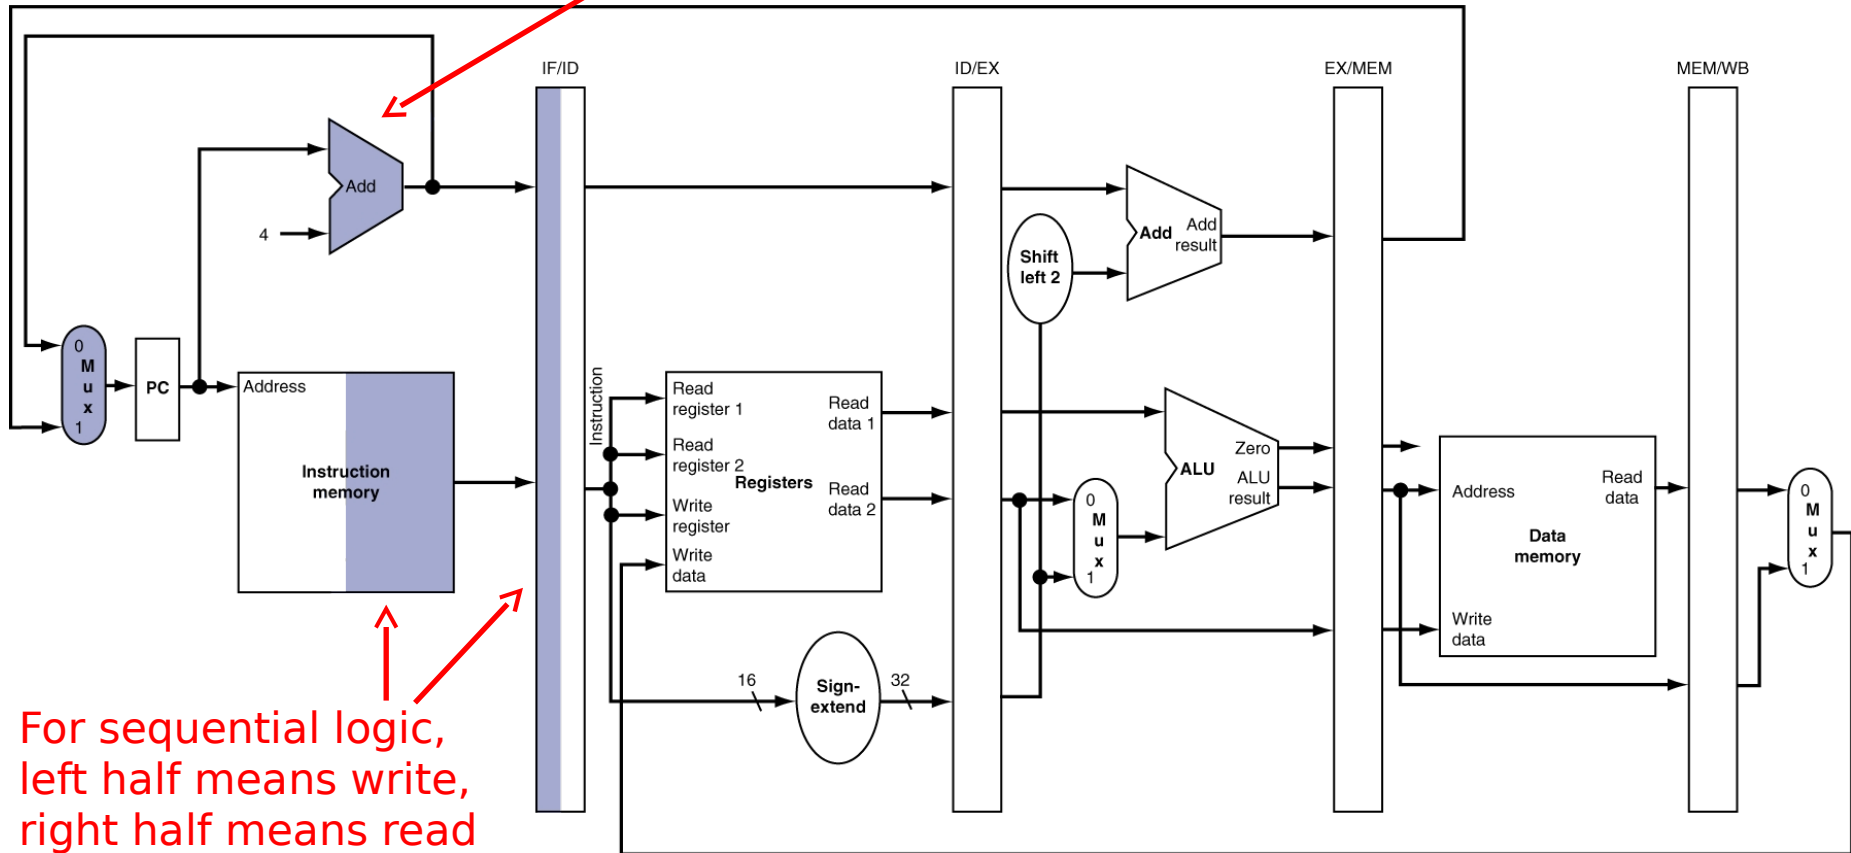 IF/ID
ID/EX
EX/MEM
MEM/WB
Add
4
0
M
u
x
1
PC
Address
Instruction
memory
Instruction
Read
register 1
Read
register 2
Write
register
Write
data
Registers
Read
data 1
Read
data 2
16
Sign-
extend
32
Shift
left 2
Add
Add
result
0
M
u
x
1
ALU
Zero
ALU
result
Address
Write
data
Data
memory
Read
data
0
M
u
x
1
For sequential logic,
left half means write,
right half means read